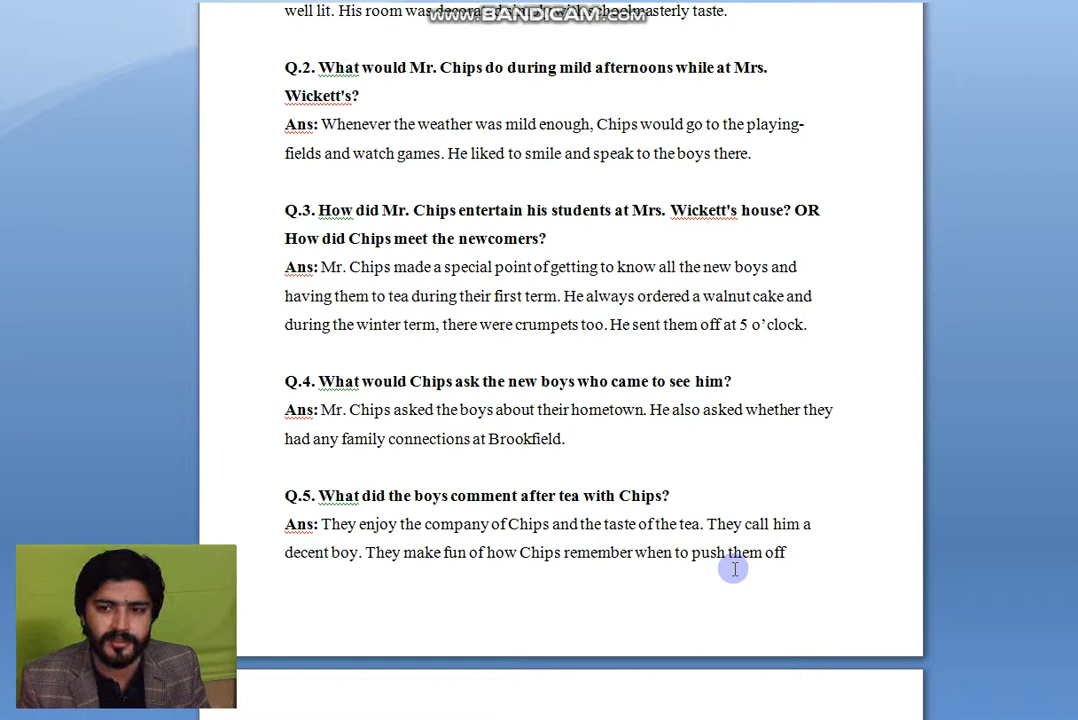 well lit. His room was decorated simply with schoolmasterly taste.
www.BANDICAM.com
Q.2. What would Mr. Chips do during mild afternoons while at Mrs.
Wickett's?
Ans: Whenever the weather was mild enough, Chips would go to the playing-
fields and watch games. He liked to smile and speak to the boys there.
Q.3. How did Mr. Chips entertain his students at Mrs. Wickett's house? OR
How did Chips meet the newcomers?
Ans: Mr. Chips made a special point of getting to know all the new boys and
having them to tea during their first term. He always ordered a walnut cake and
during the winter term, there were crumpets too. He sent them off at 5 o’clock.
Q.4. What would Chips ask the new boys who came to see him?
Ans: Mr. Chips asked the boys about their hometown. He also asked whether they
had any family connections at Brookfield.
Q.5. What did the boys comment after tea with Chips?
Ans: They enjoy the company of Chips and the taste of the tea. They call him a
decent boy. They make fun of how Chips remember when to push them off